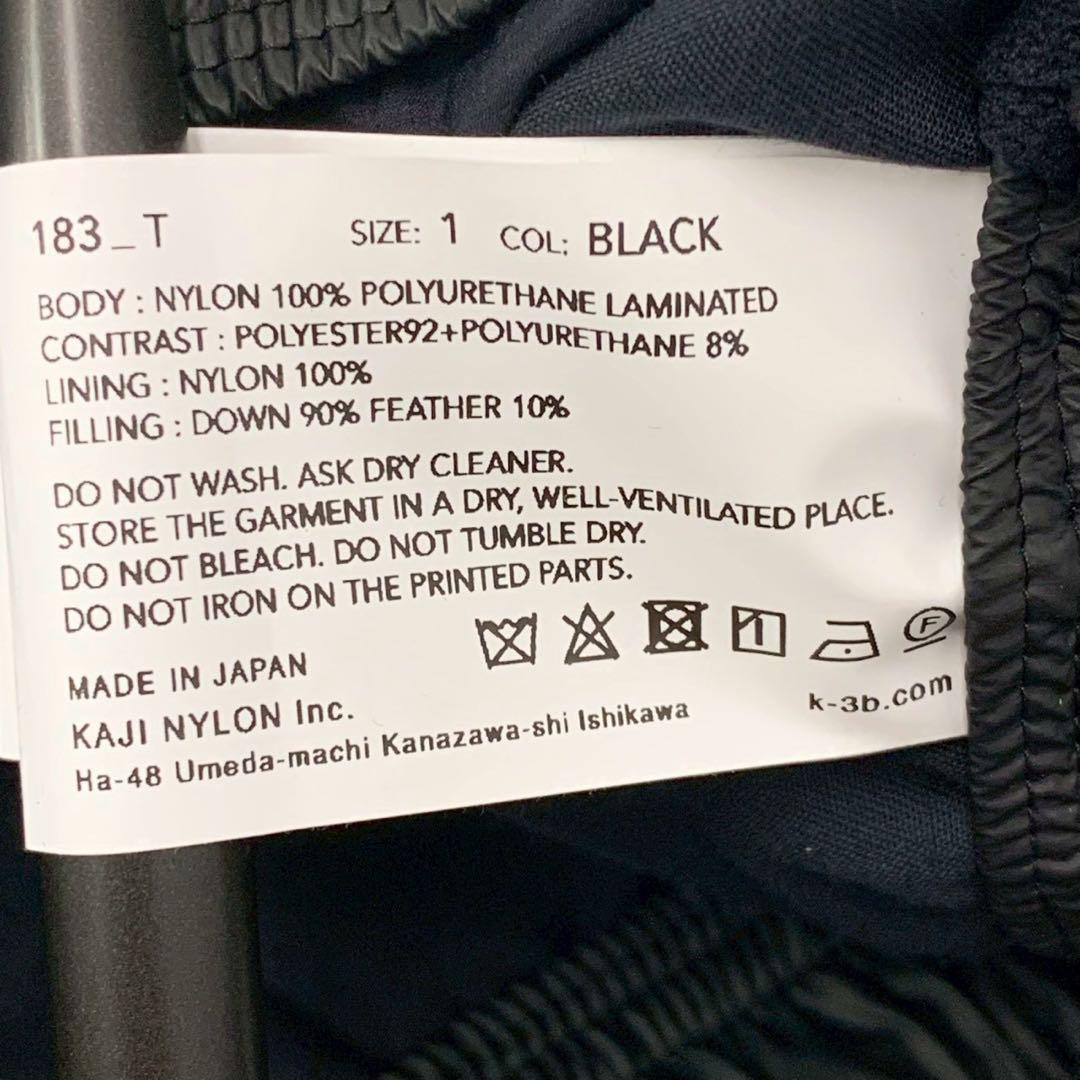 183_T SIZE: 1 COL: BLACK
BODY : NYLON 100% POLYURETHANE LAMINATED
CONTRAST : POLYESTER92+POLYURETHANE 8%
LINING : NYLON 100%
FILLING : DOWN 90% FEATHER 10%
DO NOT WASH. ASK DRY CLEANER.
STORE THE GARMENT IN A DRY, WELL-VENTILATED PLACE.
DO NOT BLEACH. DO NOT TUMBLE DRY.
DO NOT IRON ON THE PRINTED PARTS.
F
MADE IN JAPAN
KAJI NYLON Inc.
k-3b.com
Ha-48 Umeda-machi Kanazawa-shi Ishikawa